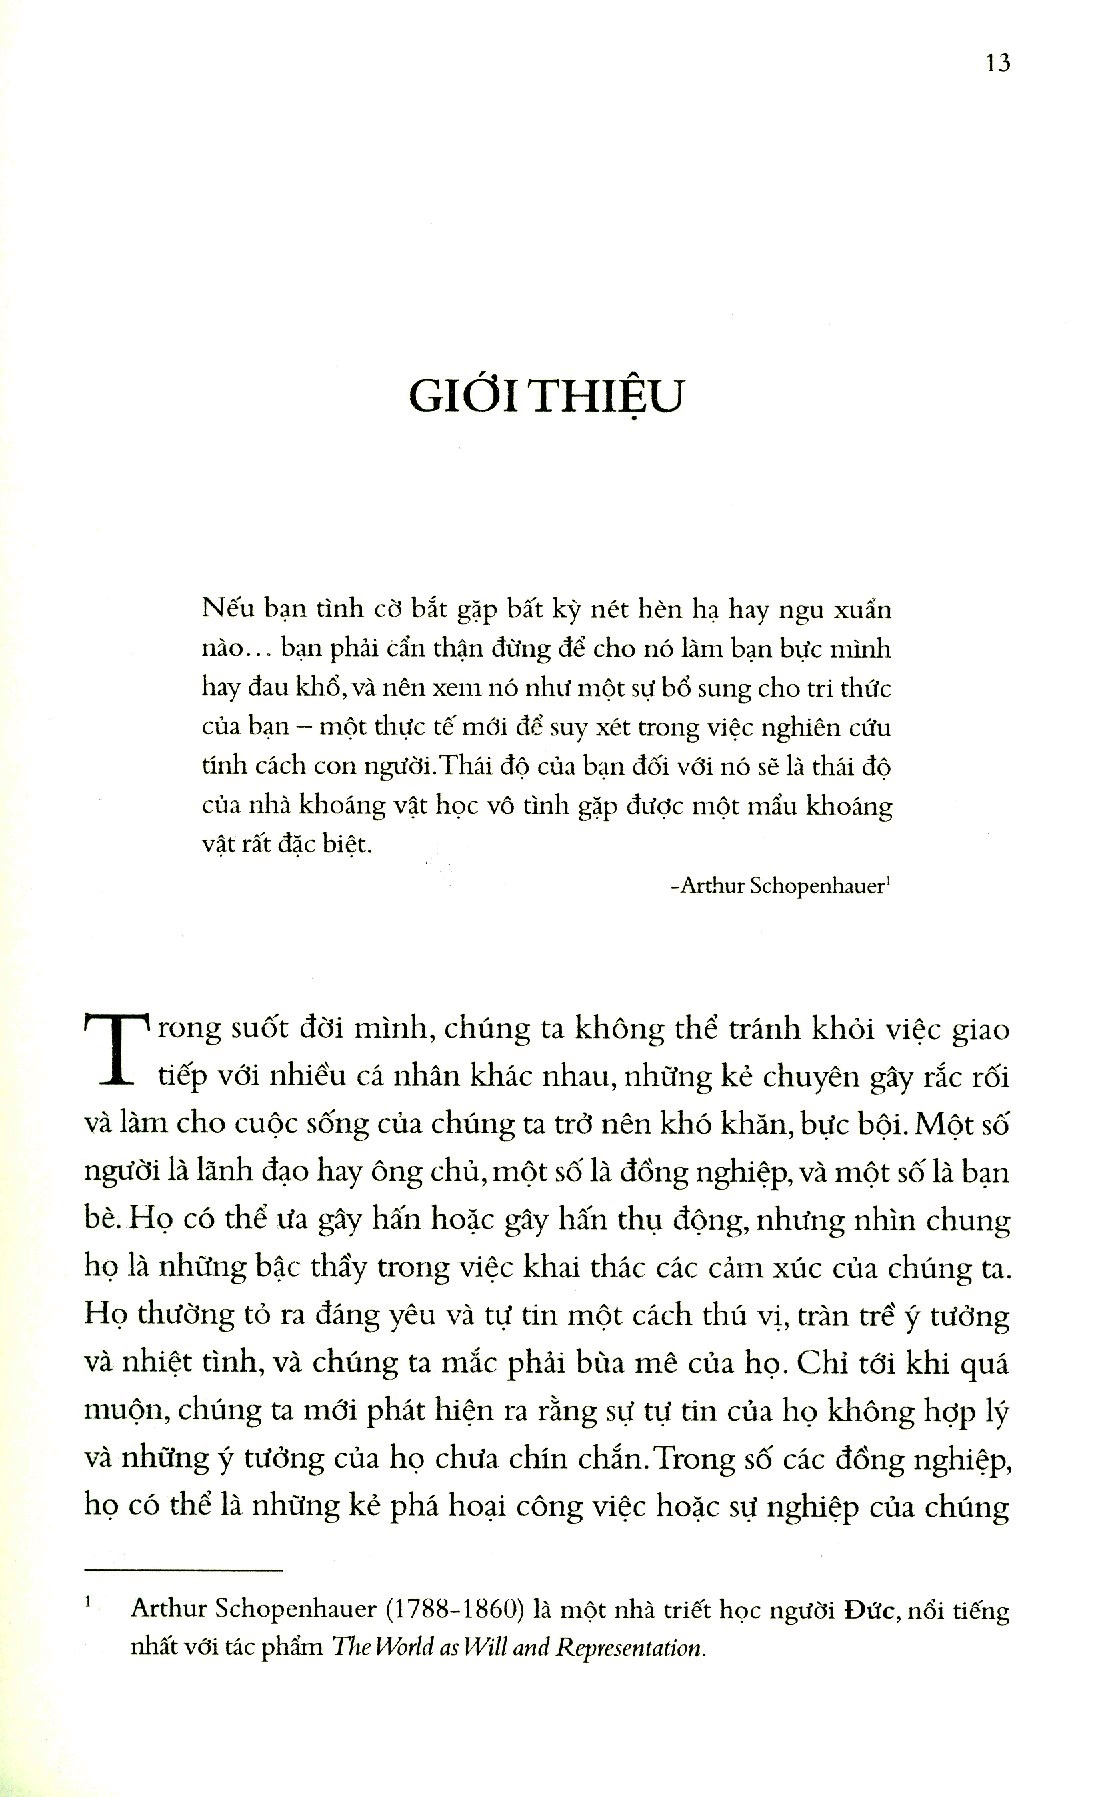 13
GIỚI THIỆU
Nếu bạn tình cờ bắt gặp bất kỳ nét hèn hạ hay ngu xuẩn
nào... bạn phải cẩn thận đừng để cho nó làm bạn bực mình
hay đau khổ, và nên xem nó như một sự bổ sung cho tri thức
của bạn – một thực tế mới để suy xét trong việc nghiên cứu
tính cách con người. Thái độ của bạn đối với nó sẽ là thái độ
của nhà khoáng vật học vô tình gặp được một mẩu khoáng
vật rất đặc biệt.
–Arthur Schopenhauer¹
Trong suốt đời mình, chúng ta không thể tránh khỏi việc giao
tiếp với nhiều cá nhân khác nhau, những kẻ chuyên gây rắc rối
và làm cho cuộc sống của chúng ta trở nên khó khăn, bực bội. Một số
người là lãnh đạo hay ông chủ, một số là đồng nghiệp, và một số là bạn
bè. Họ có thể ưa gây hấn hoặc gây hấn thụ động, nhưng nhìn chung
họ là những bậc thầy trong việc khai thác các cảm xúc của chúng ta.
Họ thường tỏ ra đáng yêu và tự tin một cách thú vị, tràn trề ý tưởng
và nhiệt tình, và chúng ta mắc phải bùa mê của họ. Chỉ tới khi quá
muộn, chúng ta mới phát hiện ra rằng sự tự tin của họ không hợp lý
và những ý tưởng của họ chưa chín chắn. Trong số các đồng nghiệp,
họ có thể là những kẻ phá hoại công việc hoặc sự nghiệp của chúng
¹ Arthur Schopenhauer (1788–1860) là một nhà triết học người Đức, nổi tiếng
nhất với tác phẩm The World as Will and Representation.